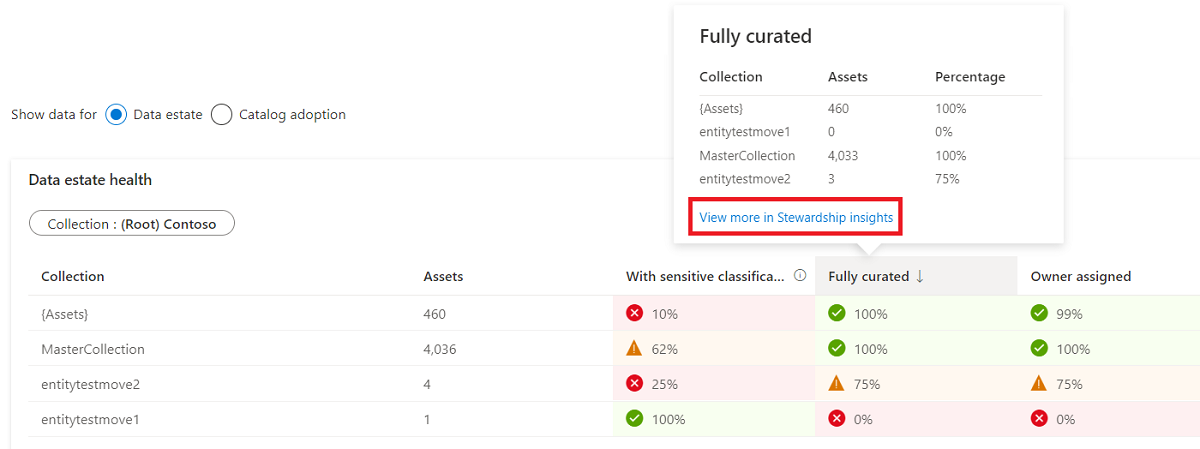 Fully curated
Collection Assets Percentage
{Assets} 460 100%
entitytestmove1 0 0%
MasterCollection 4,033 100%
entitytestmove2 3 75%
View more in Stewardship insights
Show data for Data estate Catalog adoption
Data estate health
Collection : (Root) Contoso
Collection Assets With sensitive classifica... Fully curated ↓ Owner assigned
{Assets} 460 10% 100% 99%
MasterCollection 4,036 62% 100% 100%
entitytestmove2 4 25% 75% 75%
entitytestmove1 1 100% 0% 0%